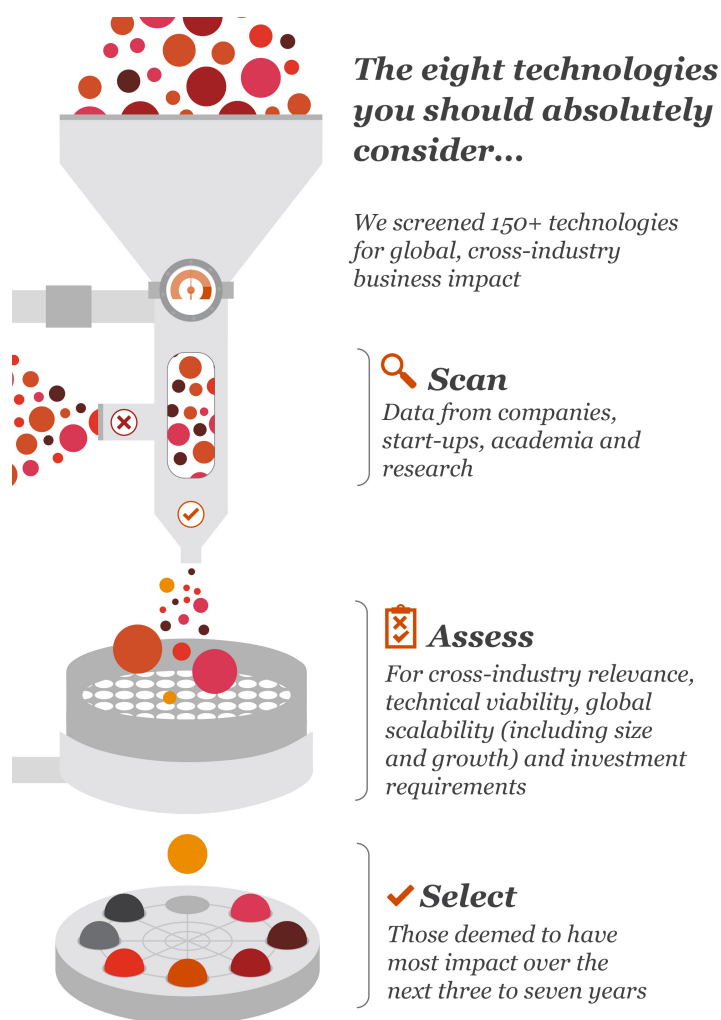 The eight technologies
you should absolutely
consider...
We screened 150+ technologies
for global, cross-industry
business impact
Scan
Data from companies,
start-ups, academia and
research
Assess
For cross-industry relevance,
technical viability, global
scalability (including size
and growth) and investment
requirements
Select
Those deemed to have
most impact over the
next three to seven years